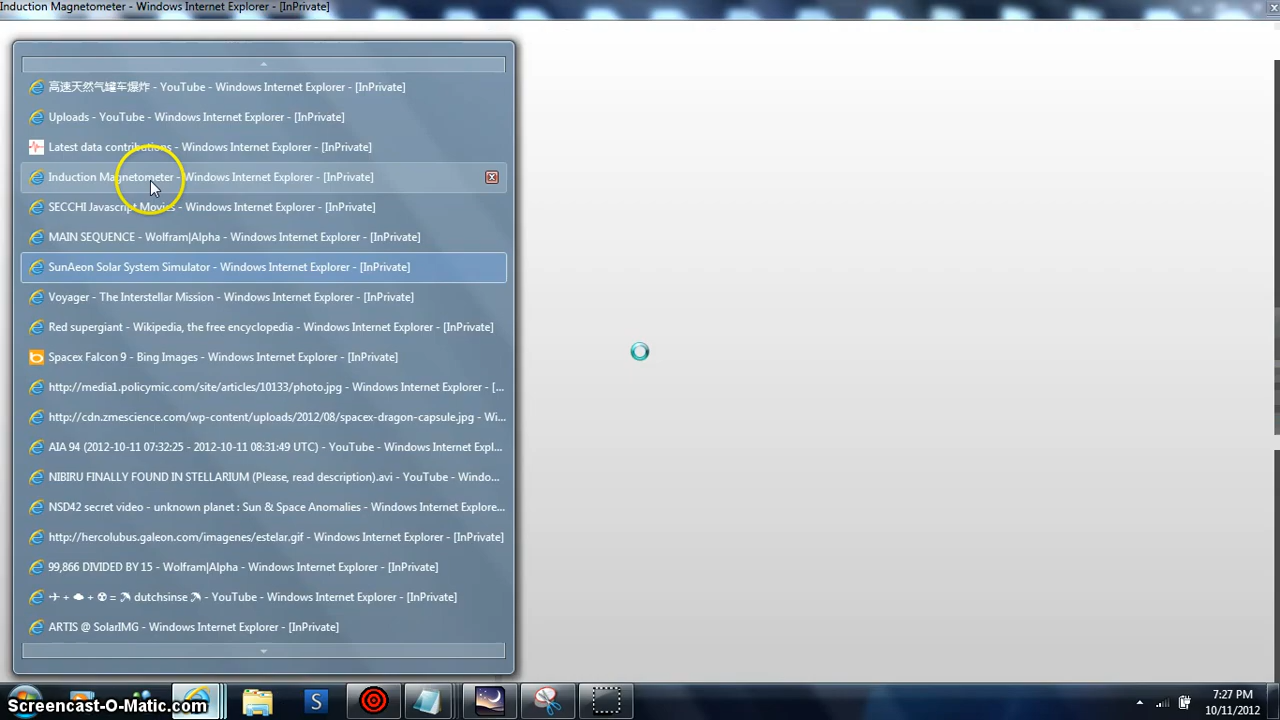 Induction Magnetometer - Windows Internet Explorer - [InPrivate]
高速天然气罐车爆炸 - YouTube - Windows Internet Explorer - [InPrivate]
Uploads - YouTube - Windows Internet Explorer - [InPrivate]
Latest data contributions - Windows Internet Explorer - [InPrivate]
Induction Magnetometer - Windows Internet Explorer - [InPrivate]
SECCHI Javascript Movies - Windows Internet Explorer - [InPrivate]
MAIN SEQUENCE - Wolfram|Alpha - Windows Internet Explorer - [InPrivate]
SunAeon Solar System Simulator - Windows Internet Explorer - [InPrivate]
Voyager - The Interstellar Mission - Windows Internet Explorer - [InPrivate]
Red supergiant - Wikipedia, the free encyclopedia - Windows Internet Explorer - [InPrivate]
Spacex Falcon 9 - Bing Images - Windows Internet Explorer - [InPrivate]
http://media1.policymic.com/site/articles/10133/photo.jpg - Windows Internet Explorer - [...
http://cdn.zmescience.com/wp-content/uploads/2012/08/spacex-dragon-capsule.jpg - Wi...
AIA 94 (2012-10-11 07:32:25 - 2012-10-11 08:31:49 UTC) - YouTube - Windows Internet Expl...
NIBIRU FINALLY FOUND IN STELLARIUM (Please, read description).avi - YouTube - Windo...
NSD42 secret video - unknown planet : Sun & Space Anomalies - Windows Internet Explore...
http://hercolubus.galeon.com/imagenes/estelar.gif - Windows Internet Explorer - [InPrivate]
99,866 DIVIDED BY 15 - Wolfram|Alpha - Windows Internet Explorer - [InPrivate]
✈ + ☁ + ☢ = ☔ dutchsinse ☔ - YouTube - Windows Internet Explorer - [InPrivate]
ARTIS @ SolarIMG - Windows Internet Explorer - [InPrivate]
S
7:27 PM
10/11/2012
Screencast-O-Matic.com